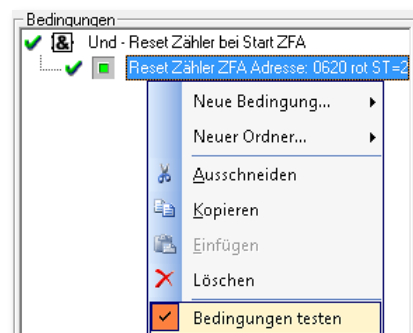 Bedingungen
& Und - Reset Zähler bei Start ZFA
Reset Zähler ZFA Adresse: 0620 rot ST=2
Neue Bedingung...
Neuer Ordner...
Ausschneiden
Kopieren
Einfügen
Löschen
Bedingungen testen